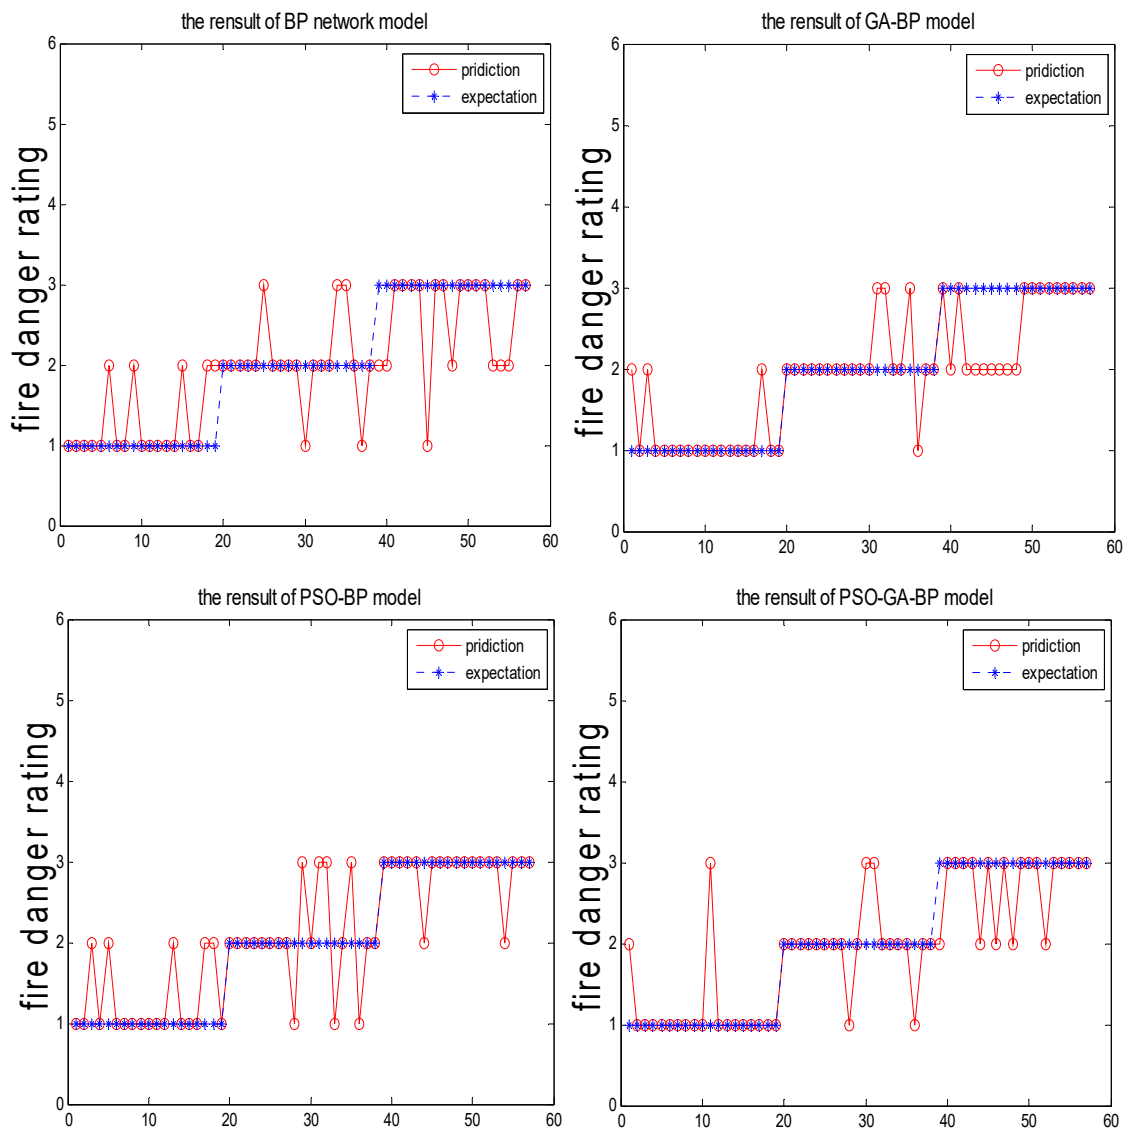 the rensult of BP network model
6
5
4
3
2
1
0
0 10 20 30 40 50 60
fire danger rating
pridiction
expectation
the rensult of GA-BP model
6
5
4
3
2
1
0
0 10 20 30 40 50 60
fire danger rating
pridiction
expectation
the rensult of PSO-BP model
6
5
4
3
2
1
0
0 10 20 30 40 50 60
fire danger rating
pridiction
expectation
the rensult of PSO-GA-BP model
6
5
4
3
2
1
0
0 10 20 30 40 50 60
fire danger rating
pridiction
expectation